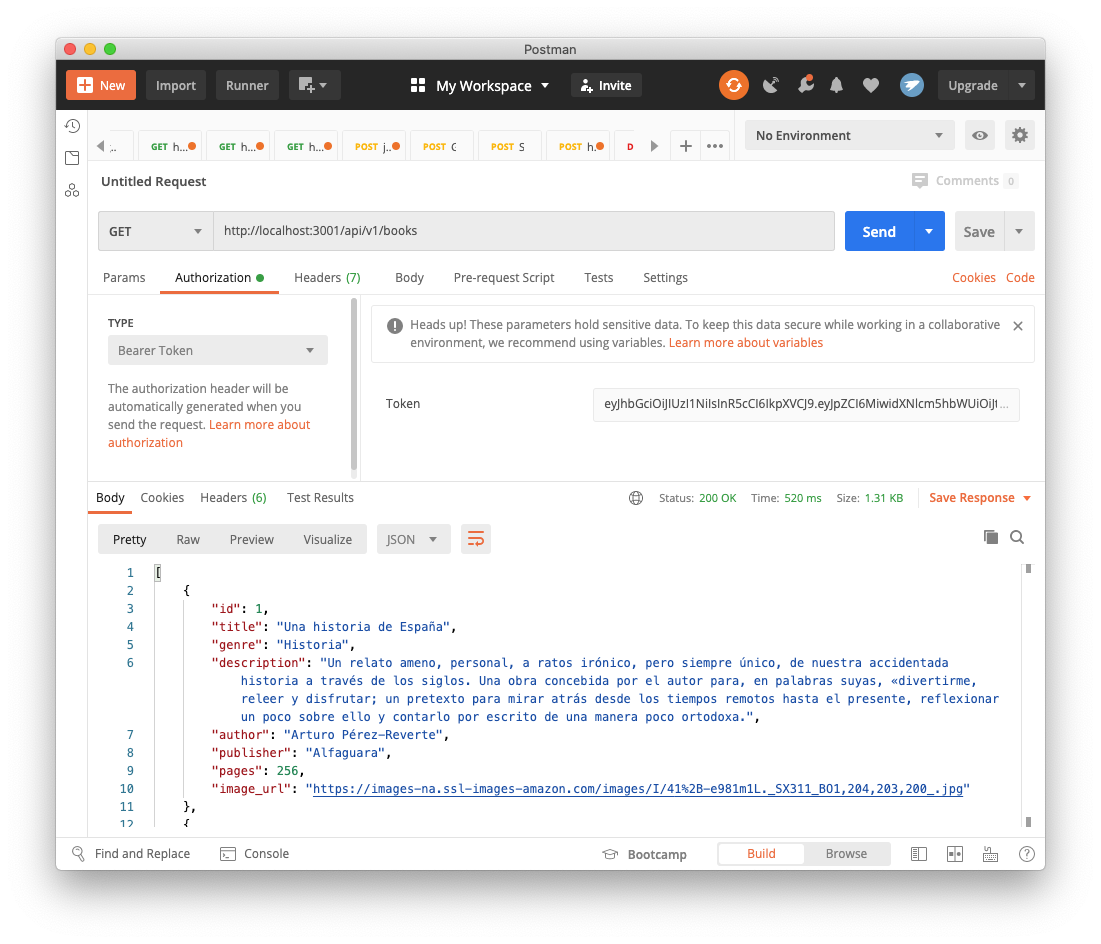 Postman
New Import Runner My Workspace Invite Upgrade
.. GET h... GET h... GET h... POST j... POST POST S POST h. D No Environment
Untitled Request Comments 0
GET http://localhost:3001/api/v1/books Send Save
Params Authorization Headers (7) Body Pre-request Script Tests Settings Cookies Code
TYPE
Bearer Token
The authorization header will be
automatically generated when you
send the request. Learn more about
authorization
Heads up! These parameters hold sensitive data. To keep this data secure while working in a collaborative
environment, we recommend using variables. Learn more about variables
Token
Body Cookies Headers (6) Test Results Status: 200 OK Time: 520 ms Size: 1.31 KB Save Response
Pretty Raw Preview Visualize JSON
1 [
2 {
3 "id": 1,
4 "title": "Una historia de España",
5 "genre": "Historia",
6 "description": "Un relato ameno, personal, a ratos irónico, pero siempre único, de nuestra accidentada
historia a través de los siglos. Una obra concebida por el autor para, en palabras suyas, «divertirme,
releer y disfrutar; un pretexto para mirar atrás desde los tiempos remotos hasta el presente, reflexionar
un poco sobre ello y contarlo por escrito de una manera poco ortodoxa.",
7 "author": "Arturo Pérez-Reverte",
8 "publisher": "Alfaguara",
9 "pages": 256,
10 "image_url": "https://images-na.ssl-images-amazon.com/images/I/41%2B-e981m1L._SX311_BO1,204,203,200_.jpg"
11 },
12 {
Find and Replace Console Bootcamp Build Browse